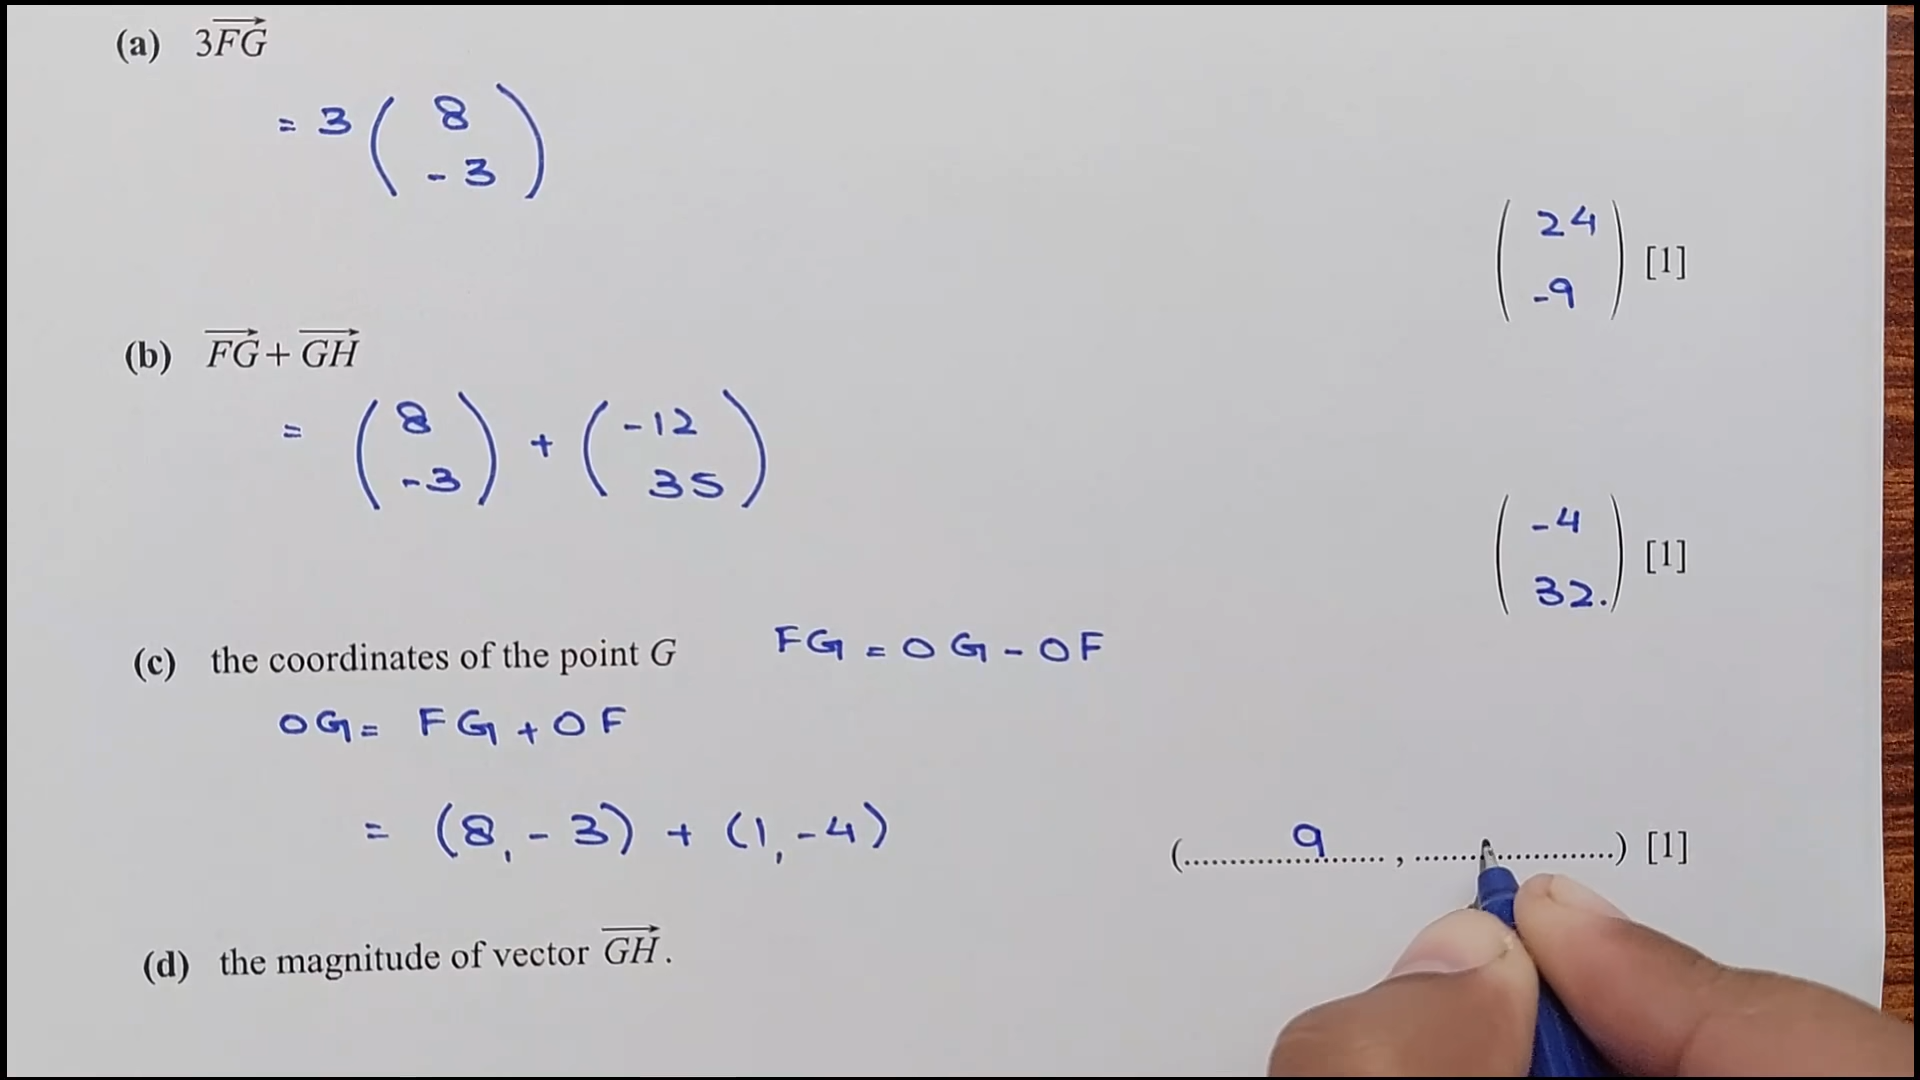 (a) 3FG
= 3 ( 8
-3 )
( 24
-9 ) [1]
(b) FG + GH
= ( 8
-3 ) + ( -12
35 )
( -4
32. ) [1]
(c) the coordinates of the point G FG = OG - OF
OG = FG + OF
= (8, -3) + (1, -4)
(.......... 9 .........., ....................) [1]
(d) the magnitude of vector GH.